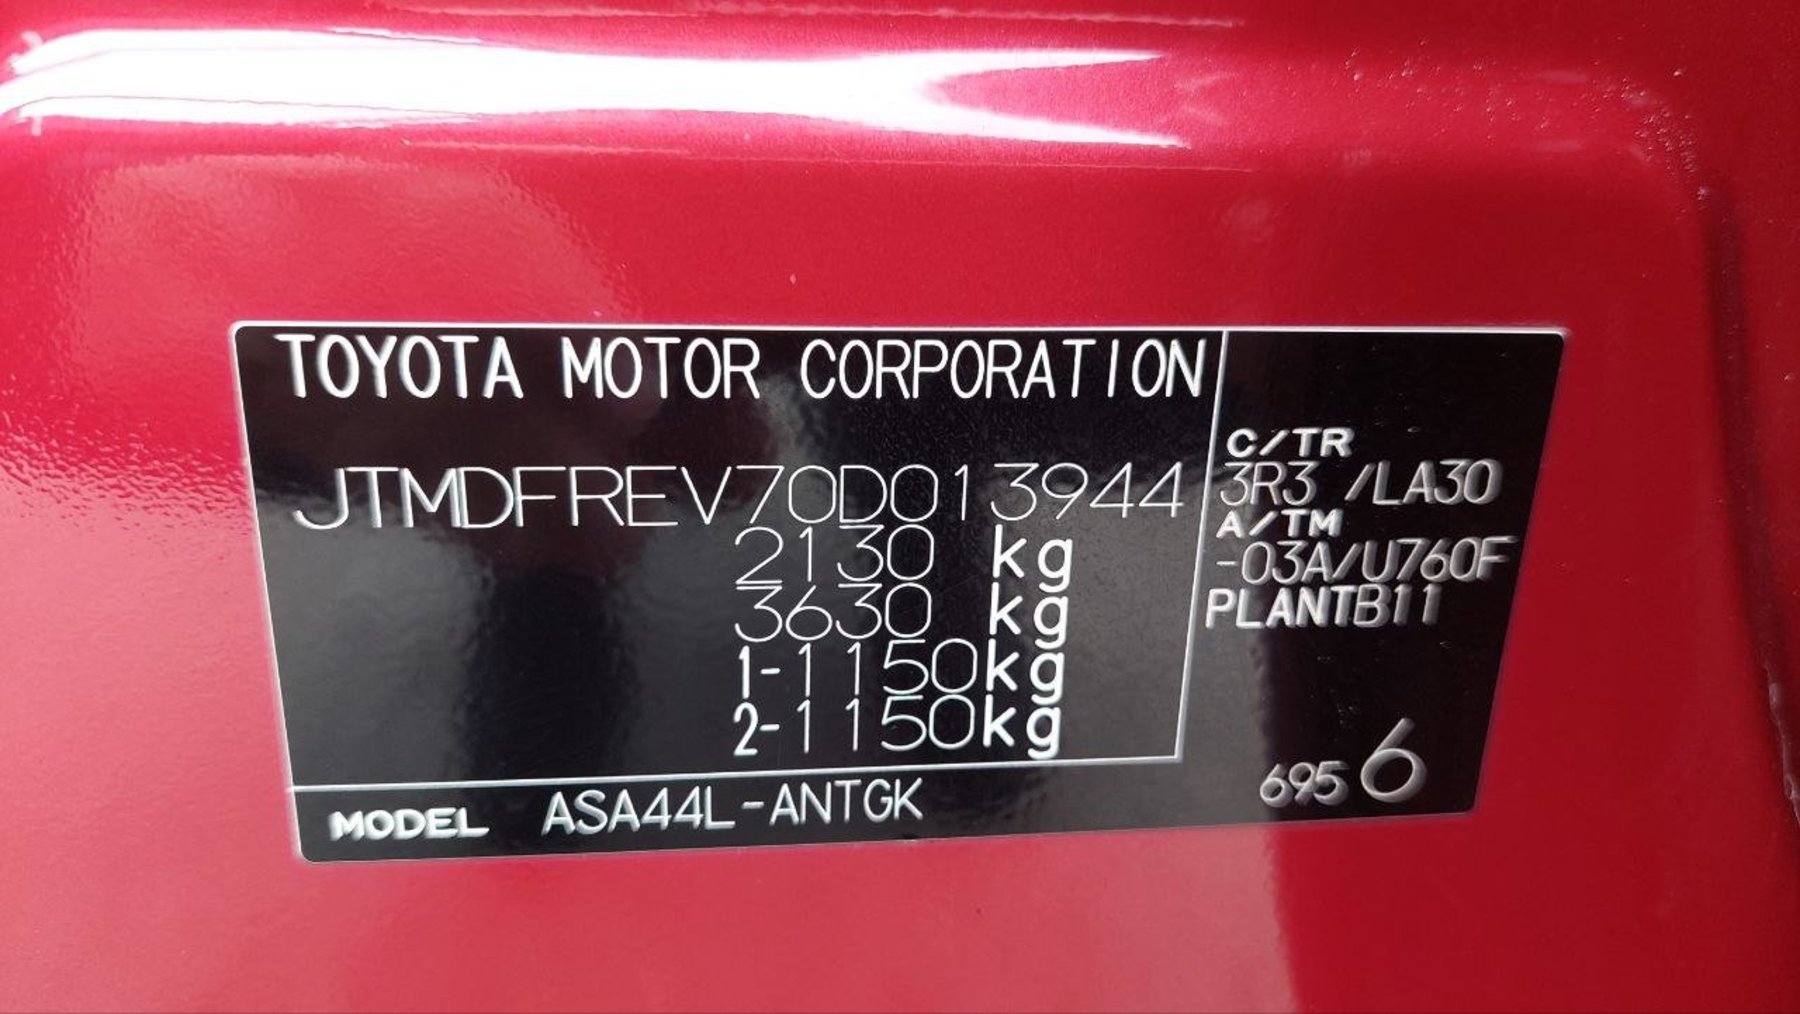 TOYOTA MOTOR CORPORATION
JTMDFREV70D013944
2130 kg
3630 kg
1-1150kg
2-1150kg
MODEL ASA44L-ANTGK
C/TR
3R3 /LA30
A/TM
-03A/U760F
PLANTB11
695 6